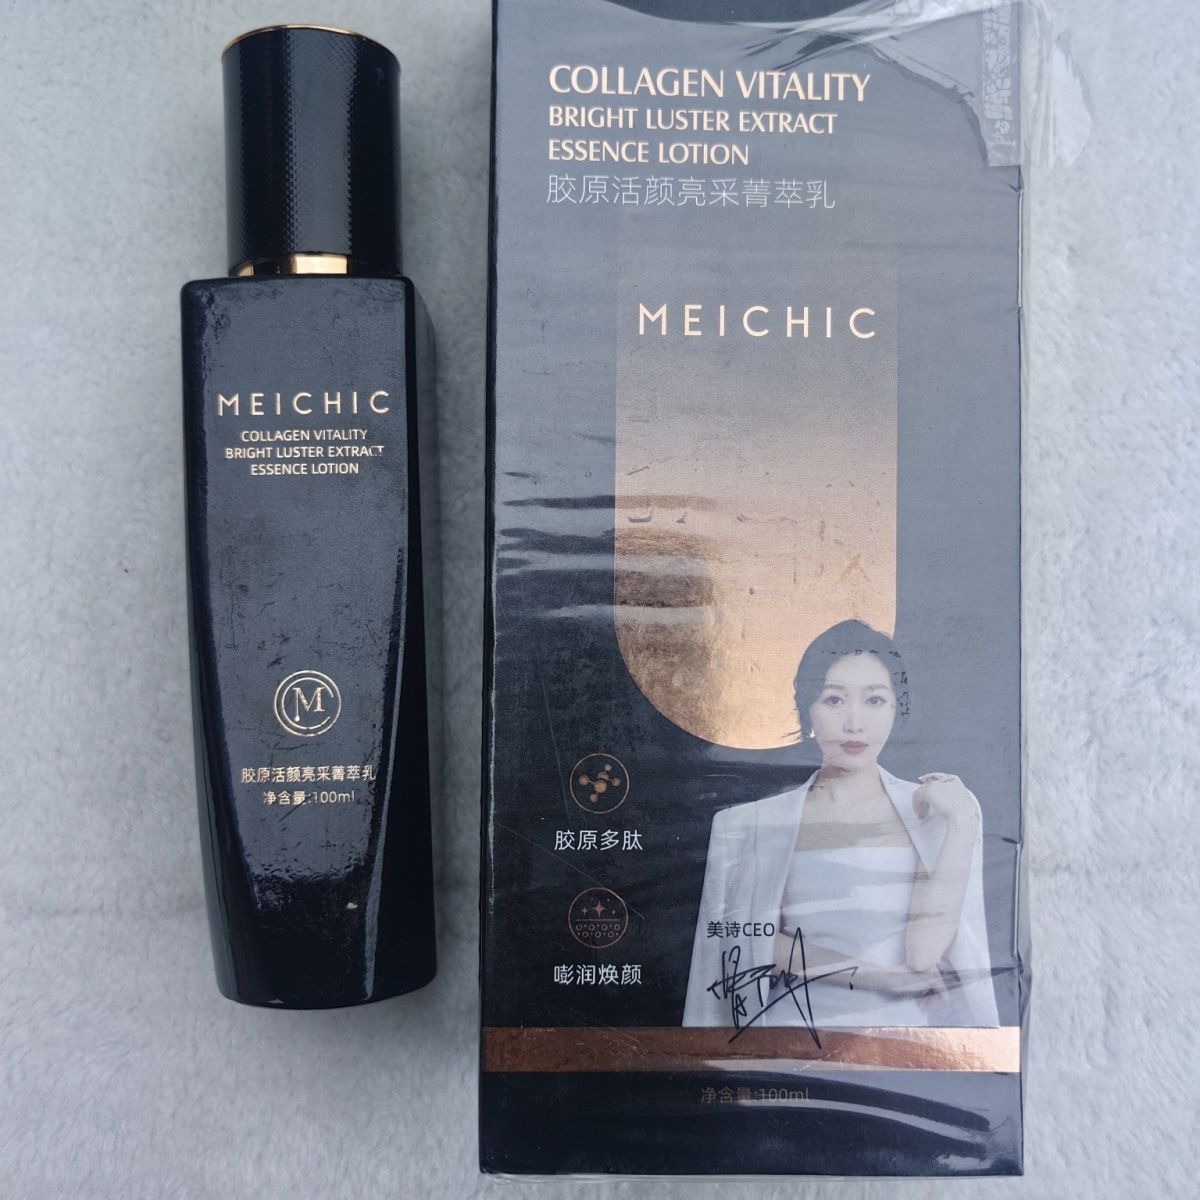 MEICHIC
COLLAGEN VITALITY
BRIGHT LUSTER EXTRACT
ESSENCE LOTION
M
胶原活颜亮采菁萃乳
净含量:100ml
COLLAGEN VITALITY
BRIGHT LUSTER EXTRACT
ESSENCE LOTION
胶原活颜亮采菁萃乳
MEICHIC
胶原多肽
嘭润焕颜
美诗CEO
净含量:100ml